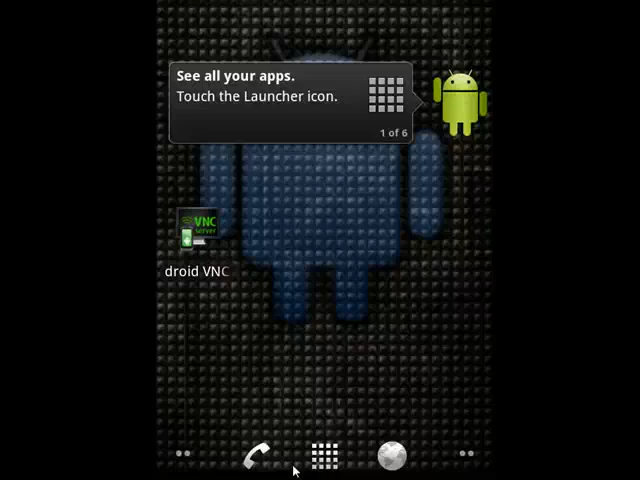 See all your apps.
Touch the Launcher icon.
1 of 6
VNC
server
droid VNC